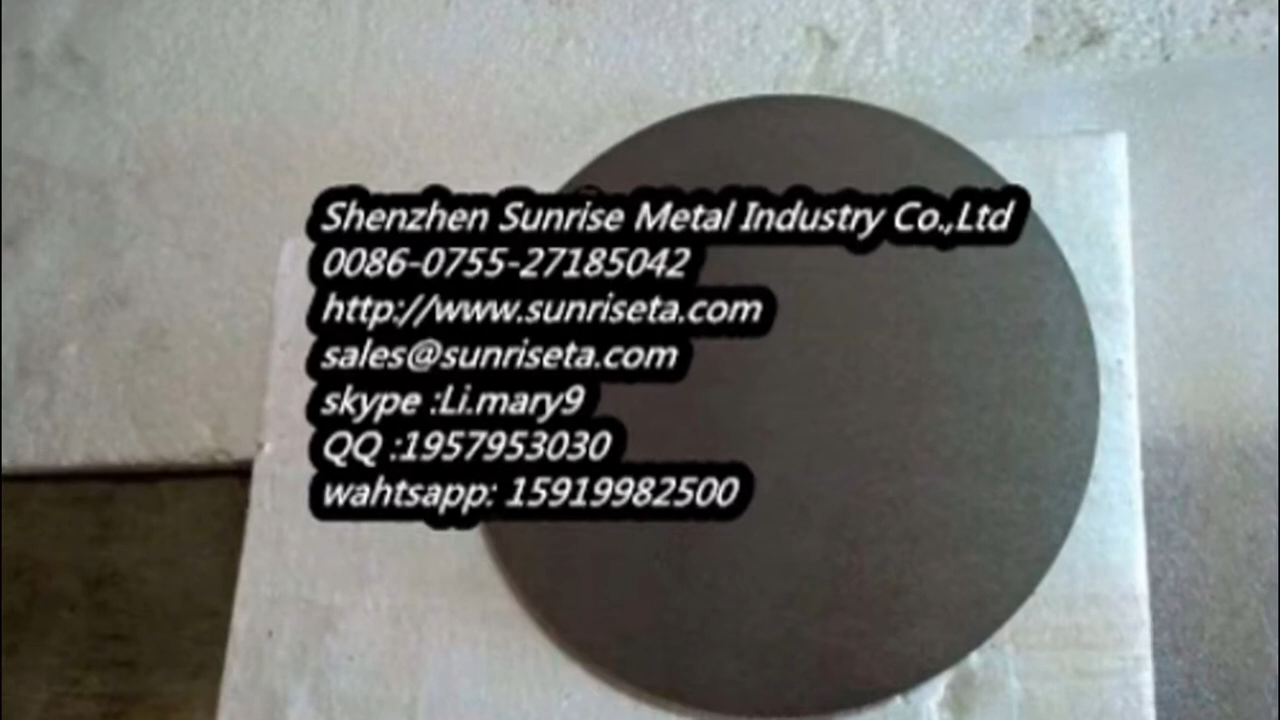 Shenzhen Sunrise Metal Industry Co.,Ltd
0086-0755-27185042
http://www.sunriseta.com
sales@sunriseta.com
skype :Li.mary9
QQ :1957953030
wahtsapp: 15919982500